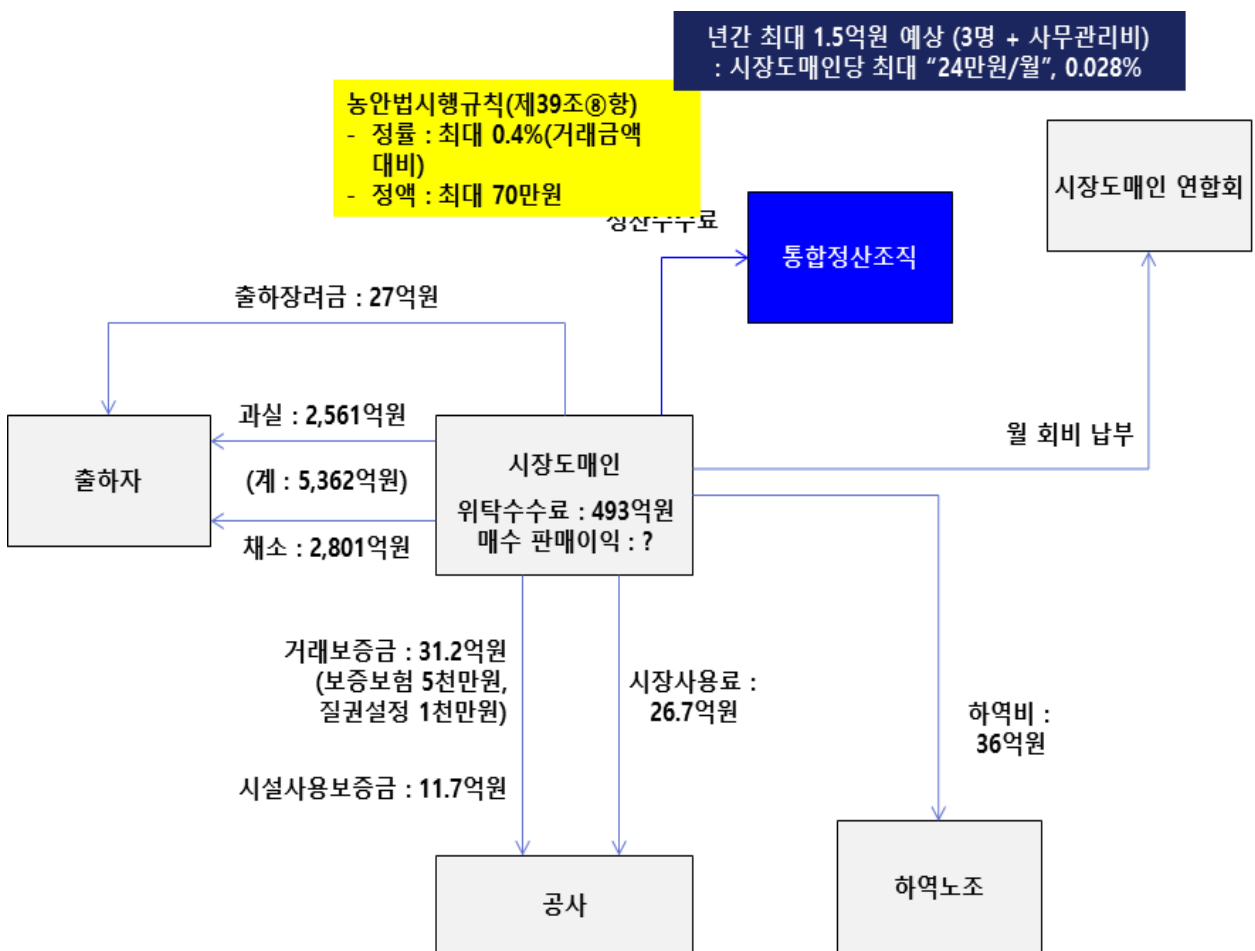 년간 최대 1.5억원 예상 (3명 + 사무관리비)
: 시장도매인당 최대 “24만원/월”, 0.028%
농안법시행규칙(제39조⑧항)
- 정률 : 최대 0.4%(거래금액
대비)
- 정액 : 최대 70만원
시장도매인 연합회
정산수수료
통합정산조직
출하장려금 : 27억원
과실 : 2,561억원
월 회비 납부
출하자
(계 : 5,362억원)
시장도매인
위탁수수료 : 493억원
매수 판매이익 : ?
채소 : 2,801억원
거래보증금 : 31.2억원
(보증보험 5천만원,
질권설정 1천만원)
시장사용료 :
26.7억원
하역비 :
36억원
시설사용보증금 : 11.7억원
공사
하역노조